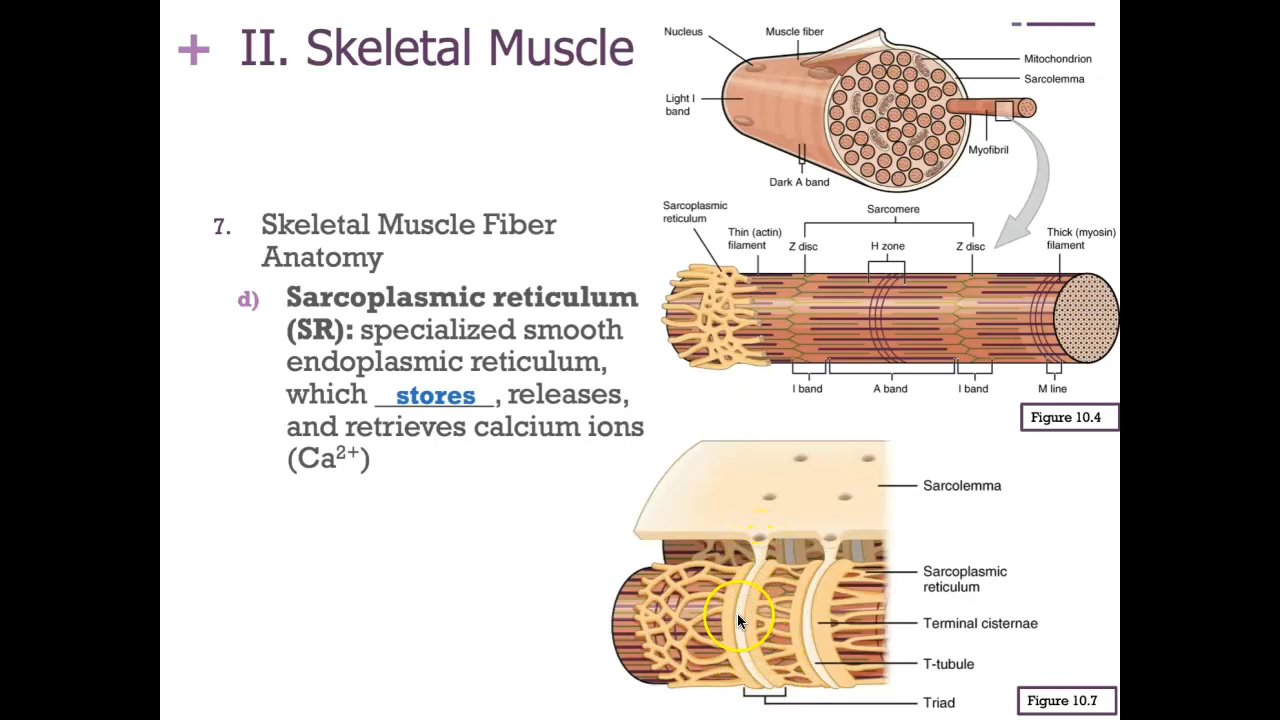 + II. Skeletal Muscle
7. Skeletal Muscle Fiber
Anatomy
d) Sarcoplasmic reticulum
(SR): specialized smooth
endoplasmic reticulum,
which stores, releases,
and retrieves calcium ions
(Ca²⁺)
Nucleus
Muscle fiber
Mitochondrion
Sarcolemma
Light I
band
Myofibril
Dark A band
Sarcoplasmic
reticulum
Sarcomere
Thin (actin)
filament
Z disc
H zone
Z disc
Thick (myosin)
filament
I band
A band
I band
M line
Figure 10.4
Sarcolemma
Sarcoplasmic
reticulum
Terminal cisternae
T-tubule
Triad
Figure 10.7